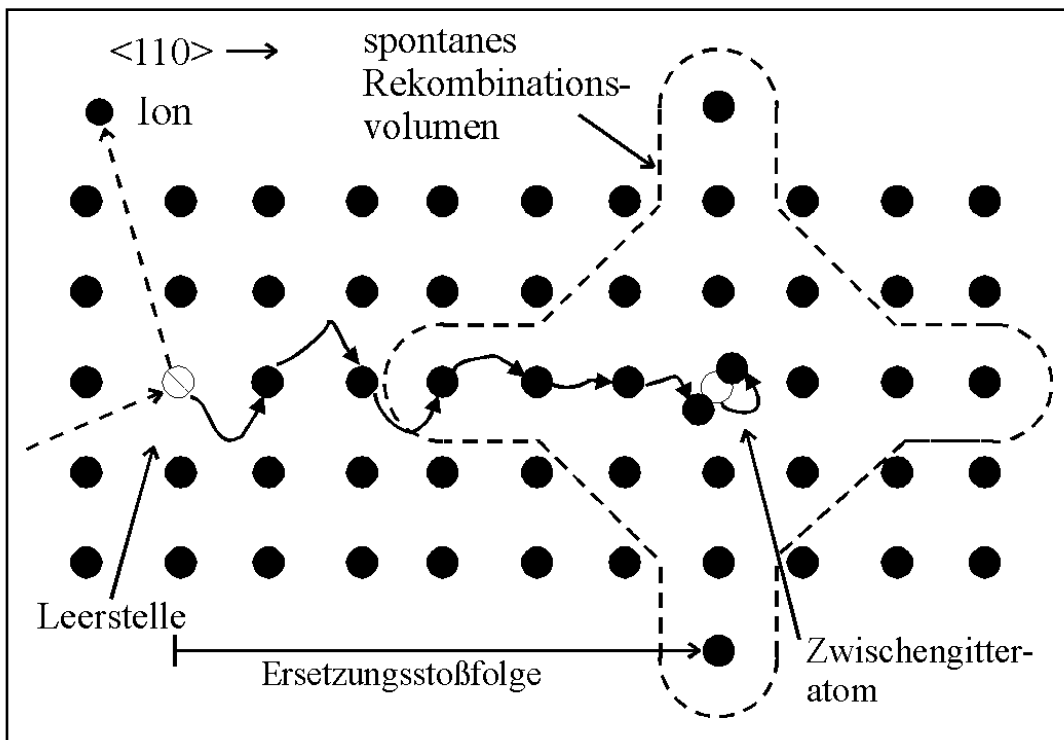 <110>
Ion
spontanes
Rekombinations-
volumen
Leerstelle
Ersetzungsstoßfolge
Zwischengitter-
atom